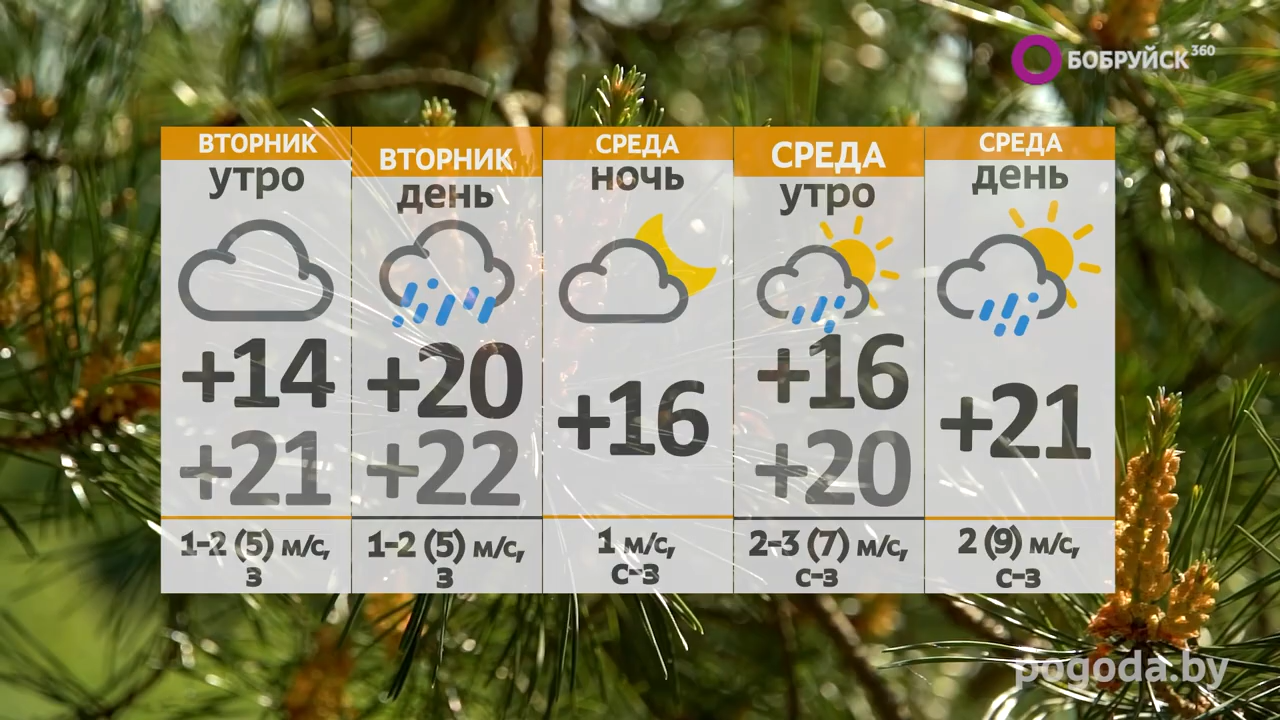 БОБРУЙСК 360
ВТОРНИК
утро
+14
+21
1-2 (5) м/с,
З
ВТОРНИК
день
+20
+22
1-2 (5) м/с,
З
СРЕДА
ночь
+16
1 м/с,
С-З
СРЕДА
утро
+16
+20
2-3 (7) м/с,
С-З
СРЕДА
день
+21
2 (9) м/с,
С-З
pogoda.by